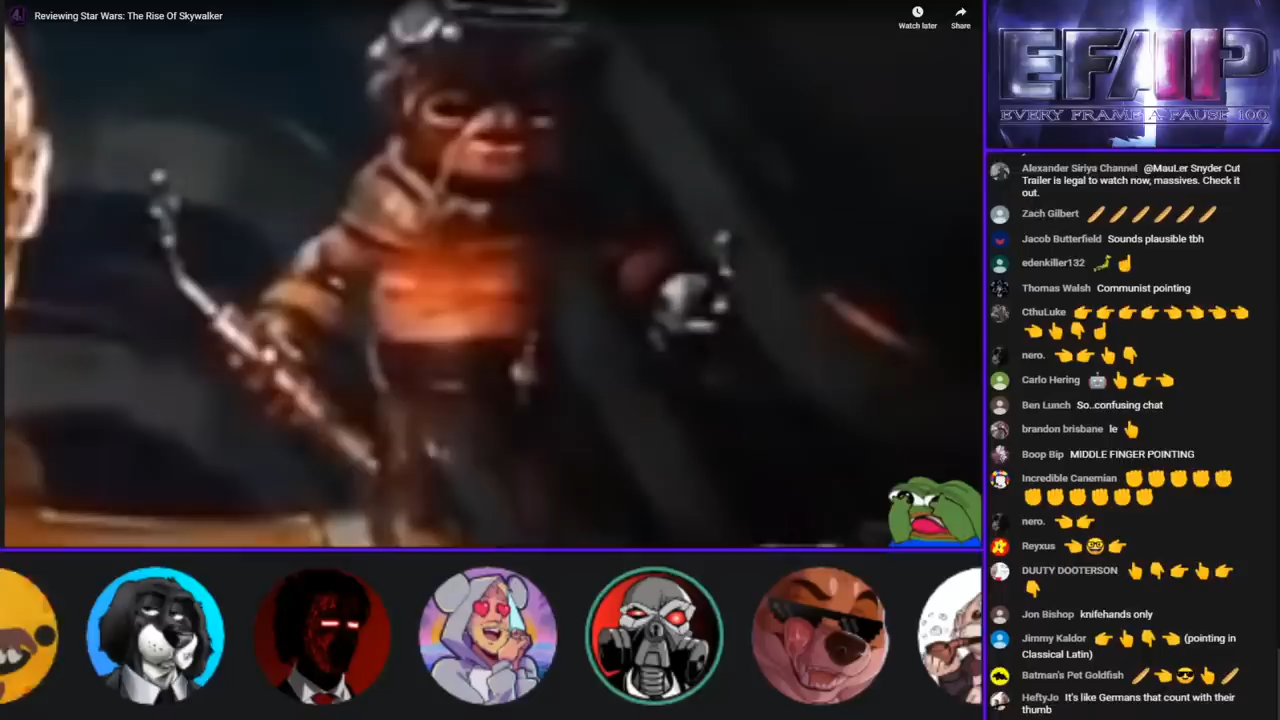 Reviewing Star Wars: The Rise Of Skywalker
Watch later
Share
EFAP
EVERY FRAME A PAUSE 100
Alexander Siriya Channel @MauLer Snyder Cut
Trailer is legal to watch now, massives. Check it
out.
Zach Gilbert 🥖🥖🥖🥖🥖🥖
Jacob Butterfield Sounds plausible tbh
edenkiller132
Thomas Walsh Communist pointing
CthuLuke 👉👉👉👉👈👈👈👈
👈👆👇☝
nero. 👈👉👆👇
Carlo Hering 🤖👆👉👈
Ben Lunch So..confusing chat
brandon brisbane le 👆
Boop Bip MIDDLE FINGER POINTING
Incredible Canemian ✊✊✊✊✊
✊✊✊✊✊✊
nero. 👈👉
Reyxus 👈🤓👉
DUUTY DOOTERSON 👆👇👉👆👉
👇
Jon Bishop knifehands only
Jimmy Kaldor 👉👆👇👈 (pointing in
Classical Latin)
Batman's Pet Goldfish 🥖👈😎👆🥖
HeftyJo It's like Germans that count with their
thumb